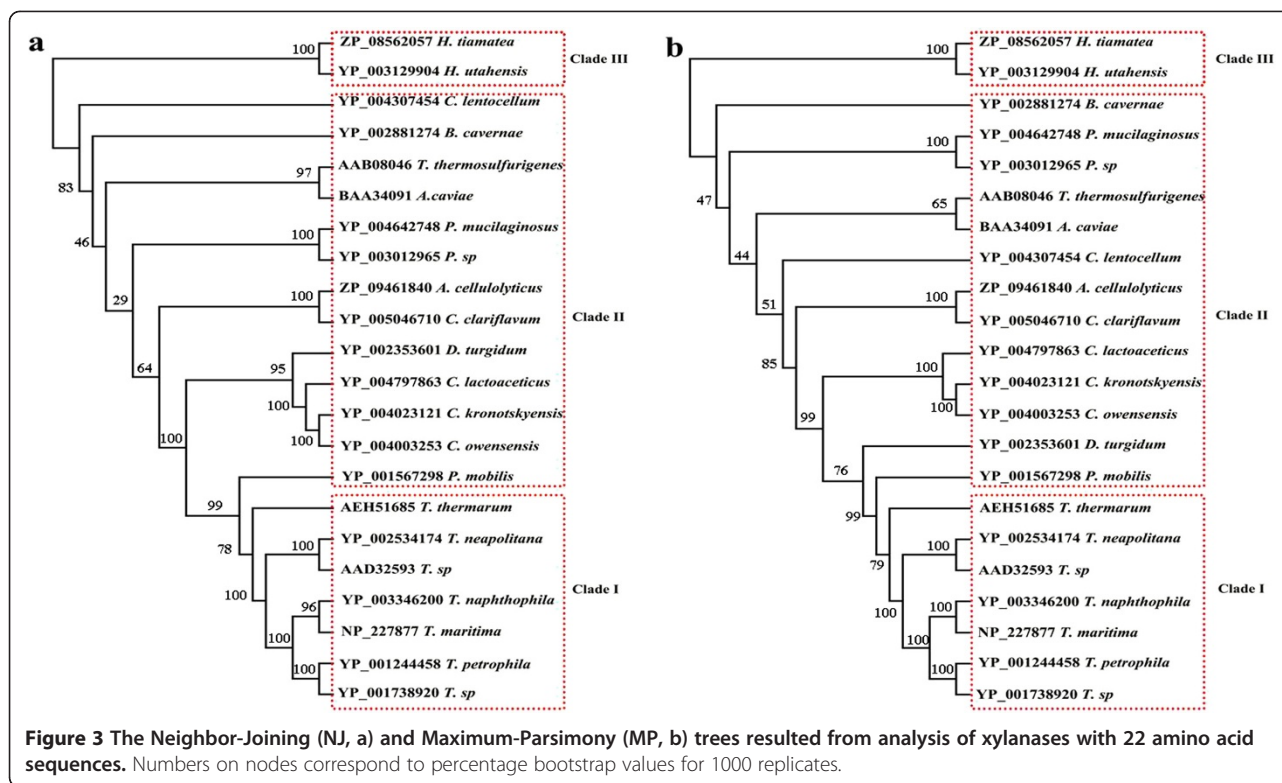 a
ZP_08562057 H. tiamatea
YP_003129904 H. utahensis
YP_004307454 C. lentocellum
YP_002881274 B. cavernae
AAB08046 T. thermosulfurigenes
BAA34091 A.caviae
YP_004642748 P. mucilaginosus
YP_003012965 P. sp
ZP_09461840 A. cellulolyticus
YP_005046710 C. clariflavum
YP_002353601 D. turgidum
YP_004797863 C. lactoaceticus
YP_004023121 C. kronotskyensis
YP_004003253 C. owensensis
YP_001567298 P. mobilis
AEH51685 T. thermarum
YP_002534174 T. neapolitana
AAD32593 T. sp
YP_003346200 T. naphthophila
NP_227877 T. maritima
YP_001244458 T. petrophila
YP_001738920 T. sp
Clade III
Clade II
Clade I
100
83
97
46
100
29
100
64
95
100
100
100
99
78
100
100
96
100
100
b
ZP_08562057 H. tiamatea
YP_003129904 H. utahensis
YP_002881274 B. cavernae
YP_004642748 P. mucilaginosus
YP_003012965 P. sp
AAB08046 T. thermosulfurigenes
BAA34091 A. caviae
YP_004307454 C. lentocellum
ZP_09461840 A. cellulolyticus
YP_005046710 C. clariflavum
YP_004797863 C. lactoaceticus
YP_004023121 C. kronotskyensis
YP_004003253 C. owensensis
YP_002353601 D. turgidum
YP_001567298 P. mobilis
AEH51685 T. thermarum
YP_002534174 T. neapolitana
AAD32593 T. sp
YP_003346200 T. naphthophila
NP_227877 T. maritima
YP_001244458 T. petrophila
YP_001738920 T. sp
Clade III
Clade II
Clade I
100
100
47
65
44
51
100
85
100
100
99
76
99
100
79
100
100
100
100
Figure 3 The Neighbor-Joining (NJ, a) and Maximum-Parsimony (MP, b) trees resulted from analysis of xylanases with 22 amino acid
sequences. Numbers on nodes correspond to percentage bootstrap values for 1000 replicates.